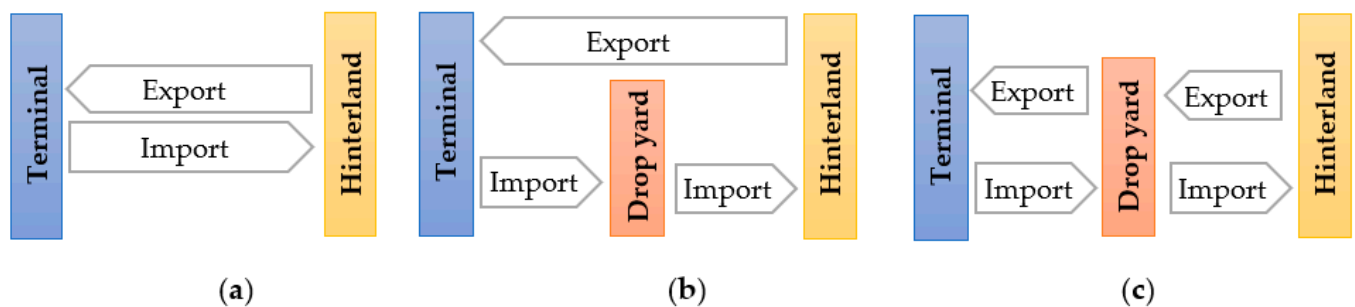 Terminal
Export
Import
Hinterland
(a)
Terminal
Export
Import
Drop yard
Import
Hinterland
(b)
Terminal
Export
Import
Drop yard
Export
Import
Hinterland
(c)